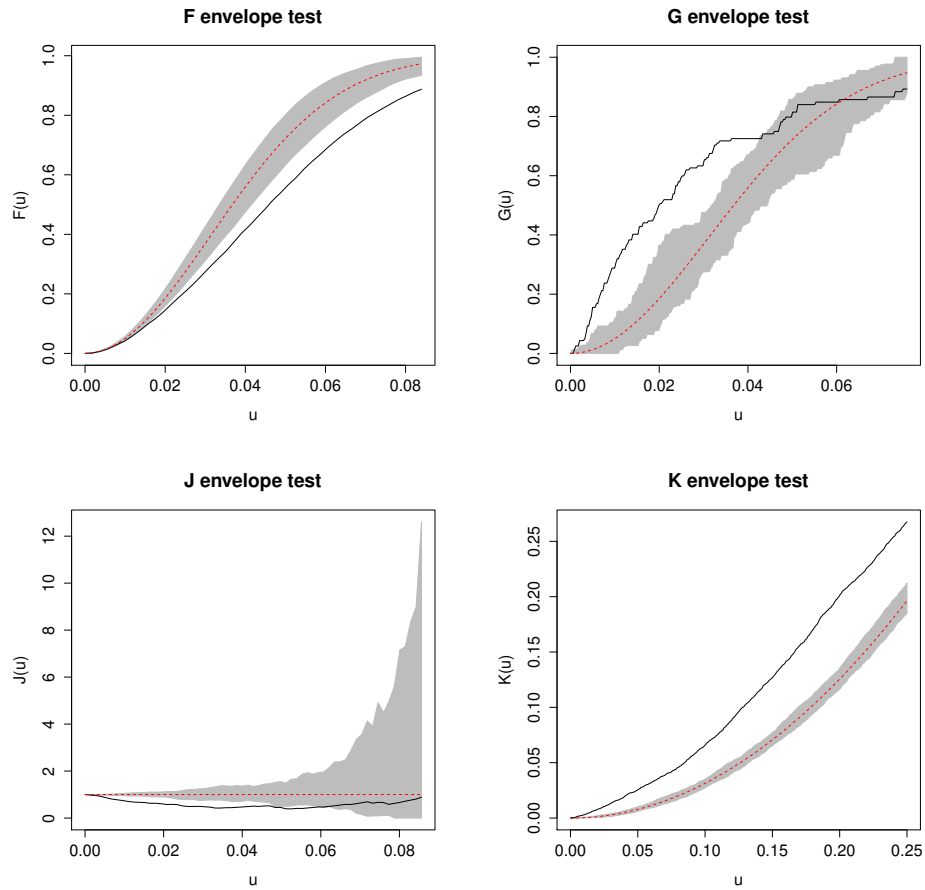 F envelope test
F(u)
0.0 0.2 0.4 0.6 0.8 1.0
0.00 0.02 0.04 0.06 0.08
u
G envelope test
G(u)
0.0 0.2 0.4 0.6 0.8 1.0
0.00 0.02 0.04 0.06
u
J envelope test
J(u)
0 2 4 6 8 10 12
0.00 0.02 0.04 0.06 0.08
u
K envelope test
K(u)
0.00 0.05 0.10 0.15 0.20 0.25
0.00 0.05 0.10 0.15 0.20 0.25
u